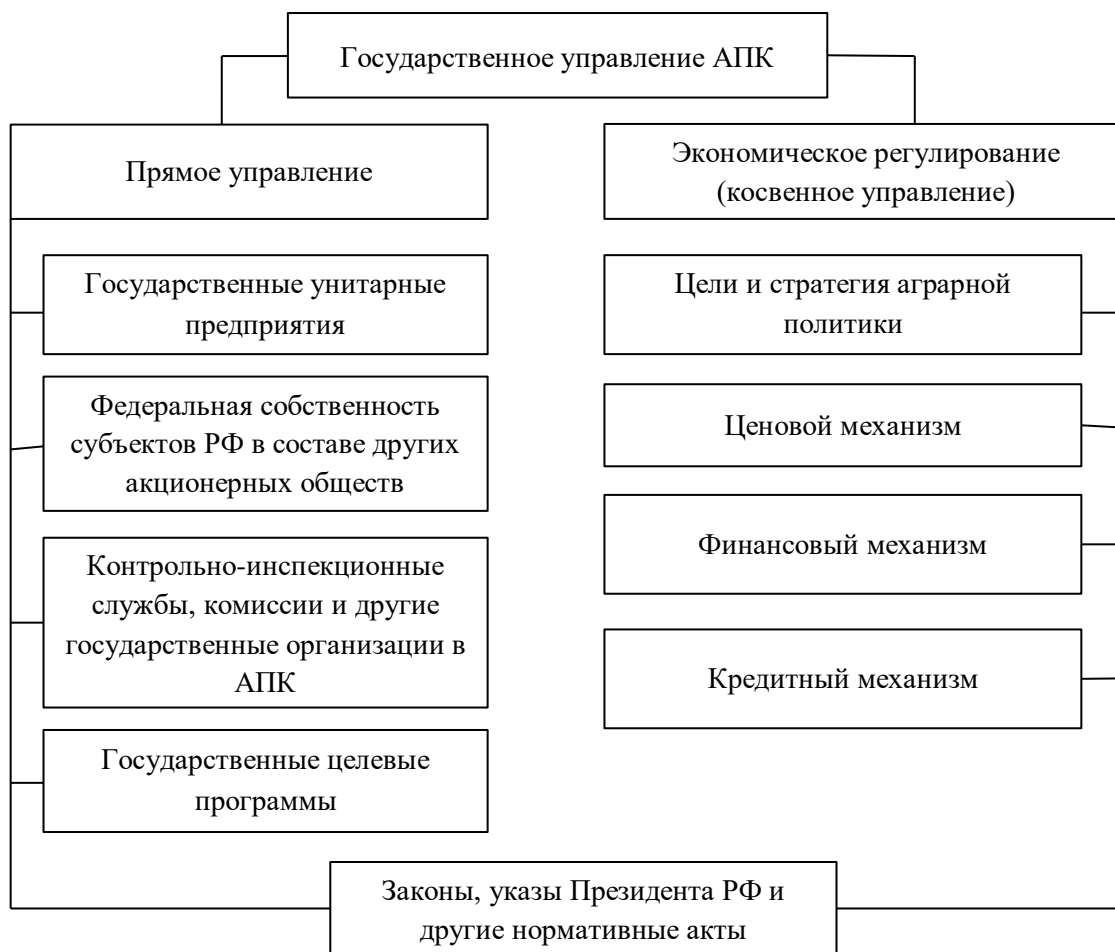 Государственное управление АПК
Прямое управление
Экономическое регулирование
(косвенное управление)
Государственные унитарные
предприятия
Цели и стратегия аграрной
политики
Федеральная собственность
субъектов РФ в составе других
акционерных обществ
Ценовой механизм
Контрольно-инспекционные
службы, комиссии и другие
государственные организации в
АПК
Финансовый механизм
Кредитный механизм
Государственные целевые
программы
Законы, указы Президента РФ и
другие нормативные акты